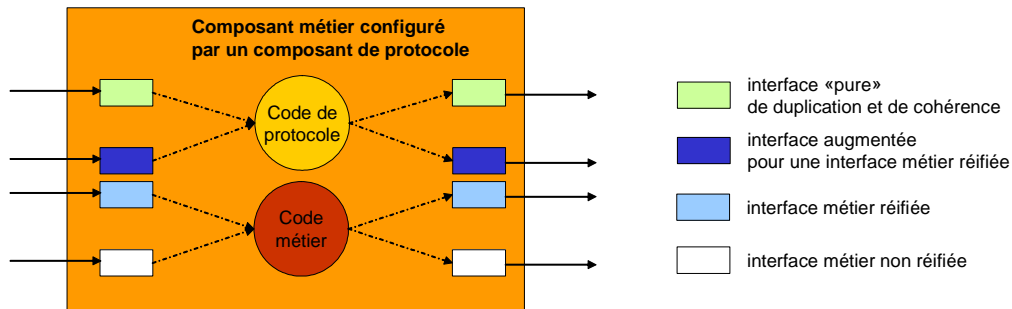 Composant métier configuré
par un composant de protocole
Code de
protocole
Code
métier
interface «pure»
de duplication et de cohérence
interface augmentée
pour une interface métier réifiée
interface métier réifiée
interface métier non réifiée